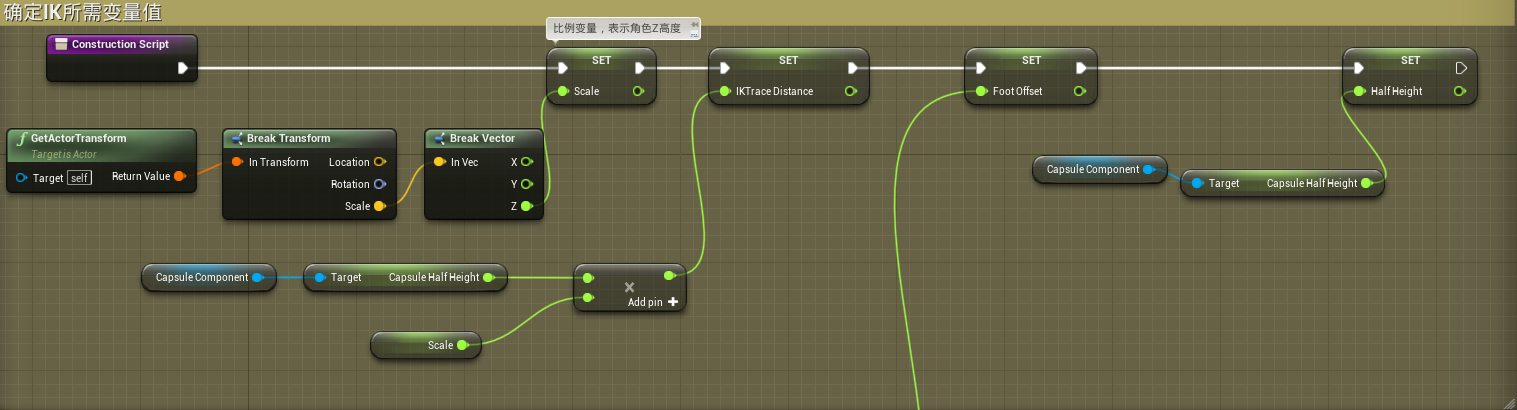 确定IK所需变量值
比例变量，表示角色Z高度
Construction Script
SET
Scale
SET
IKTrace Distance
SET
Foot Offset
SET
Half Height
GetActorTransform
Target is Actor
Target self
Return Value
Break Transform
In Transform
Location
Rotation
Scale
Break Vector
In Vec
X
Y
Z
Capsule Component
Target
Capsule Half Height
Capsule Component
Target
Capsule Half Height
Add pin
Scale